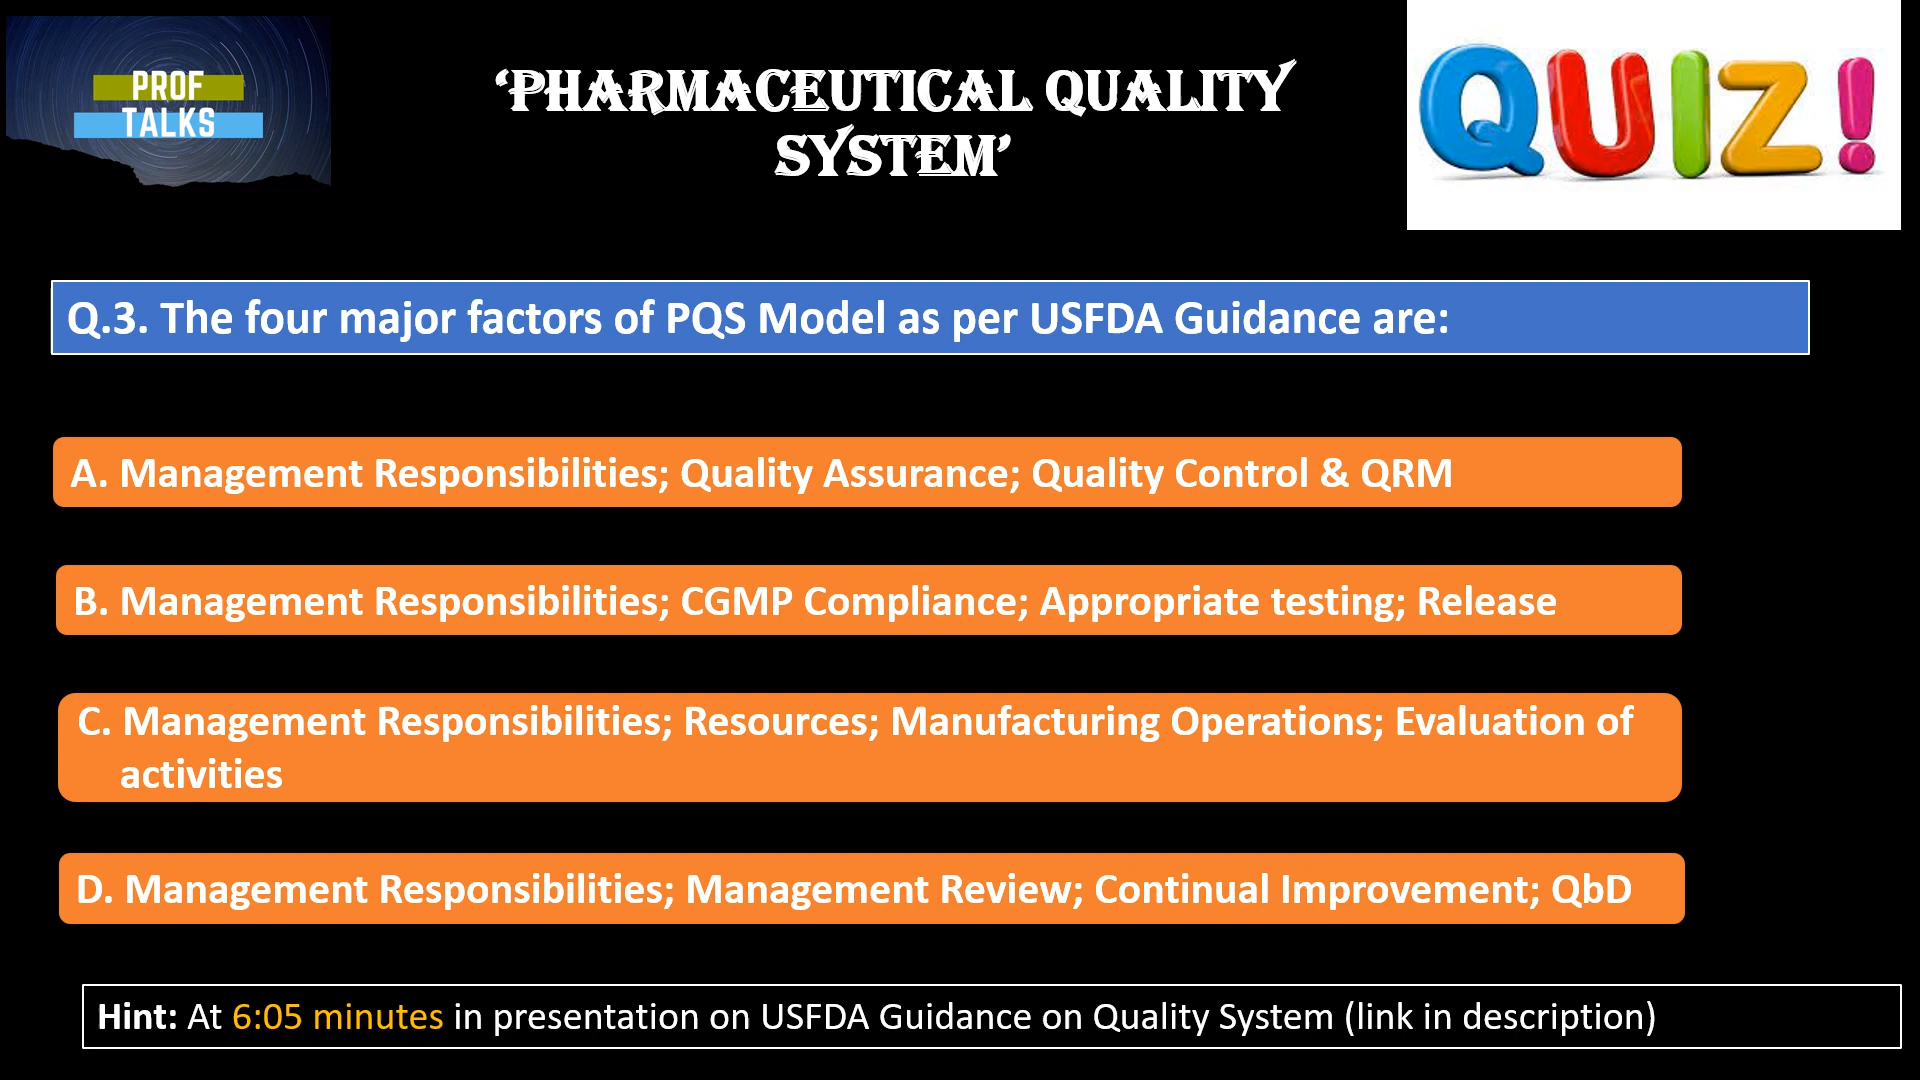 PROF
TALKS
‘PHARMACEUTICAL QUALITY
SYSTEM’
QUIZ!
Q.3. The four major factors of PQS Model as per USFDA Guidance are:
A. Management Responsibilities; Quality Assurance; Quality Control & QRM
B. Management Responsibilities; CGMP Compliance; Appropriate testing; Release
C. Management Responsibilities; Resources; Manufacturing Operations; Evaluation of
activities
D. Management Responsibilities; Management Review; Continual Improvement; QbD
Hint: At 6:05 minutes in presentation on USFDA Guidance on Quality System (link in description)